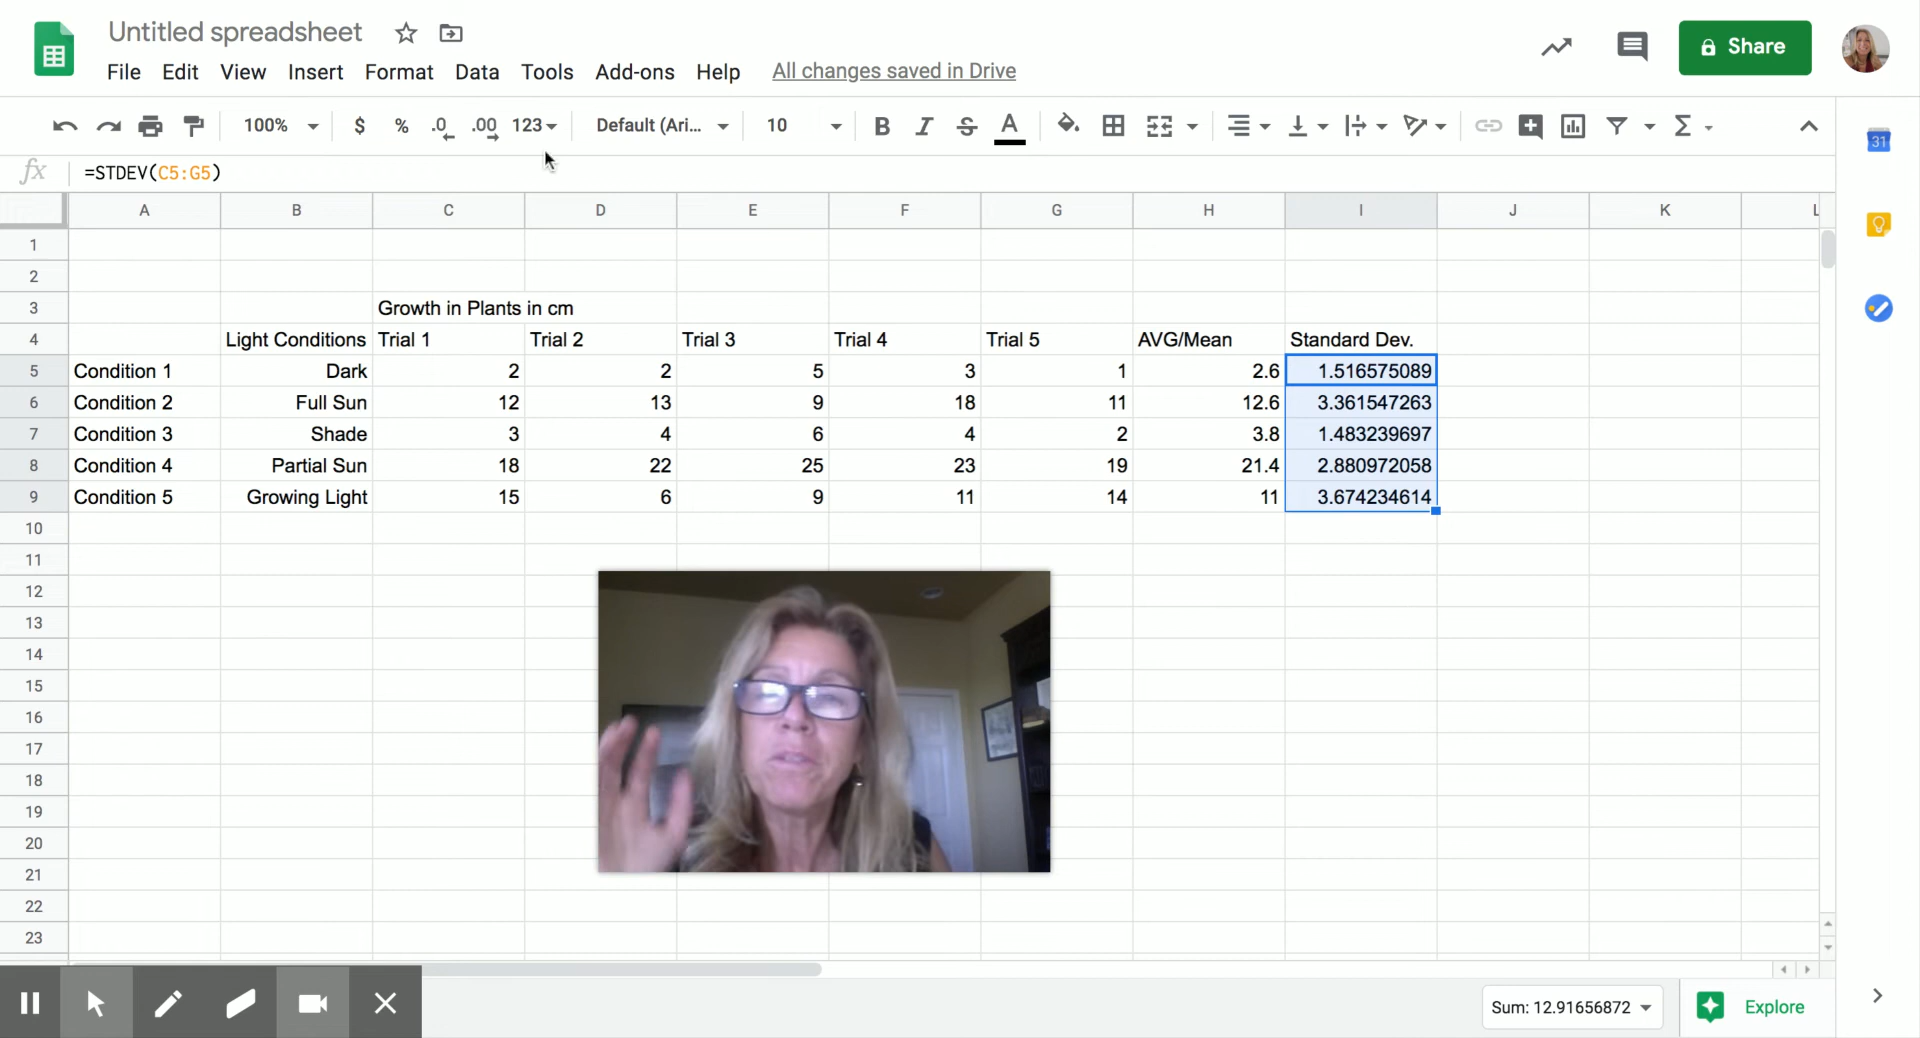 Untitled spreadsheet
File Edit View Insert Format Data Tools Add-ons Help All changes saved in Drive
Share
100% $ % .0 .00 123 Default (Ari... 10 B I S A Σ
31
fx =STDEV(C5:G5)
A B C D E F G H I J K L
1
2
3 Growth in Plants in cm
4 Light Conditions Trial 1 Trial 2 Trial 3 Trial 4 Trial 5 AVG/Mean Standard Dev.
5 Condition 1 Dark 2 2 5 3 1 2.6 1.516575089
6 Condition 2 Full Sun 12 13 9 18 11 12.6 3.361547263
7 Condition 3 Shade 3 4 6 4 2 3.8 1.483239697
8 Condition 4 Partial Sun 18 22 25 23 19 21.4 2.880972058
9 Condition 5 Growing Light 15 6 9 11 14 11 3.674234614
10
11
12
13
14
15
16
17
18
19
20
21
22
23
Sum: 12.91656872 Explore